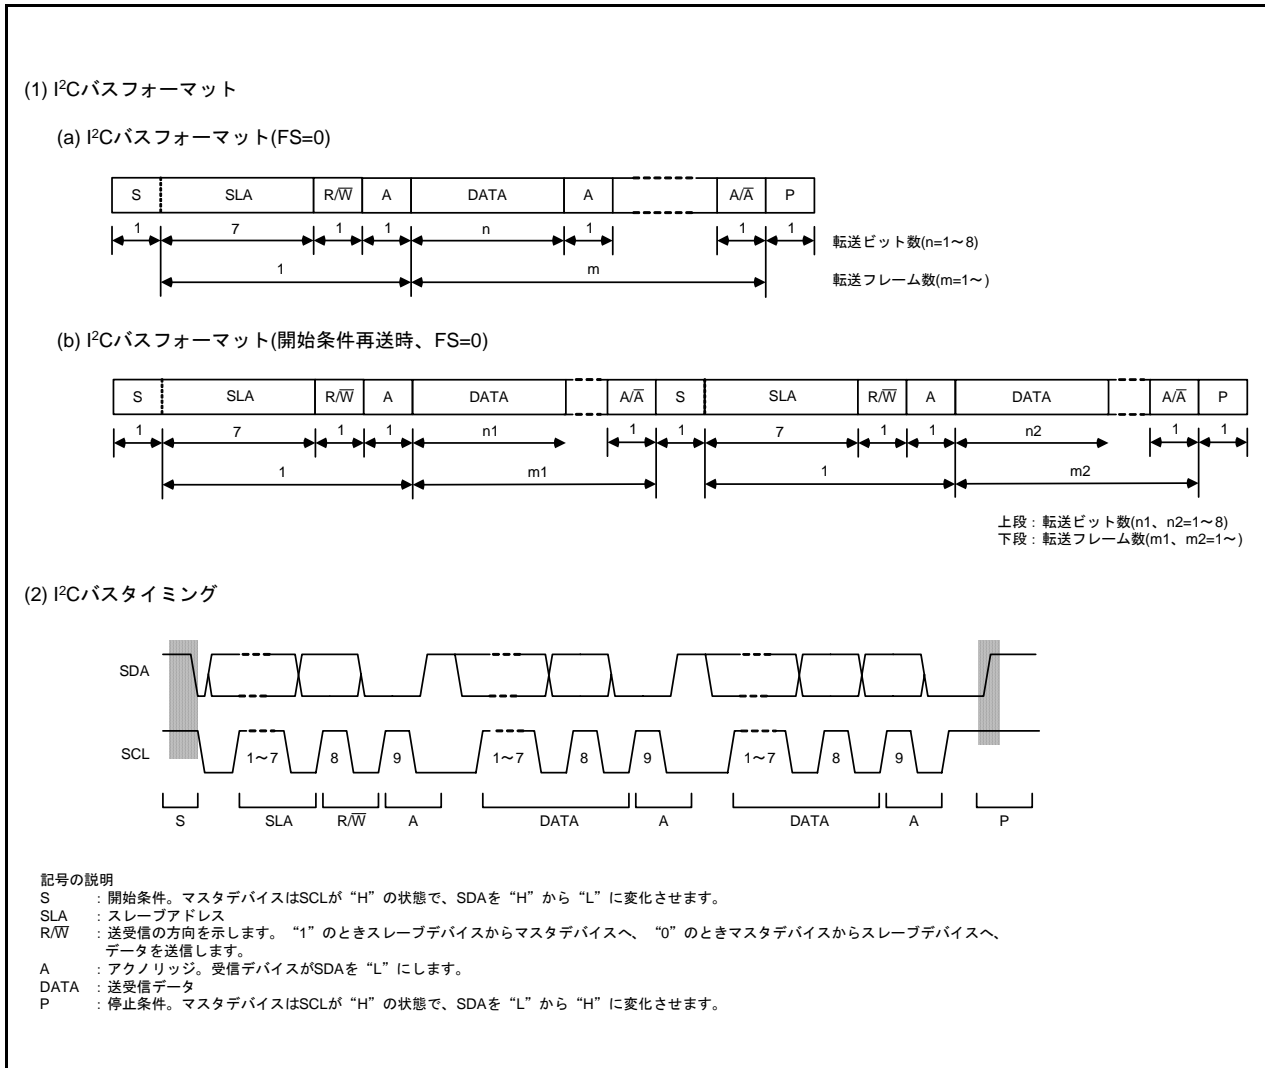 (1) I²Cバスフォーマット
(a) I²Cバスフォーマット(FS=0)
S SLA R/W̅ A DATA A A/A̅ P
1 7 1 1 n 1 1 1
転送ビット数(n=1～8)
1 m
転送フレーム数(m=1～)
(b) I²Cバスフォーマット(開始条件再送時、FS=0)
S SLA R/W̅ A DATA A/A̅ S SLA R/W̅ A DATA A/A̅ P
1 7 1 1 n1 1 1 7 1 1 n2 1 1
1 m1 1 m2
上段 : 転送ビット数(n1、n2=1～8)
下段 : 転送フレーム数(m1、m2=1～)
(2) I²Cバスタイミング
SDA
SCL 1～7 8 9 1～7 8 9 1～7 8 9
S SLA R/W̅ A DATA A DATA A P
記号の説明
S : 開始条件。マスタデバイスはSCLが“H”の状態で、SDAを“H”から“L”に変化させます。
SLA : スレーブアドレス
R/W̅ : 送受信の方向を示します。“1”のときスレーブデバイスからマスタデバイスへ、“0”のときマスタデバイスからスレーブデバイスへ、
データを送信します。
A : アクノリッジ。受信デバイスがSDAを“L”にします。
DATA : 送受信データ
P : 停止条件。マスタデバイスはSCLが“H”の状態で、SDAを“L”から“H”に変化させます。